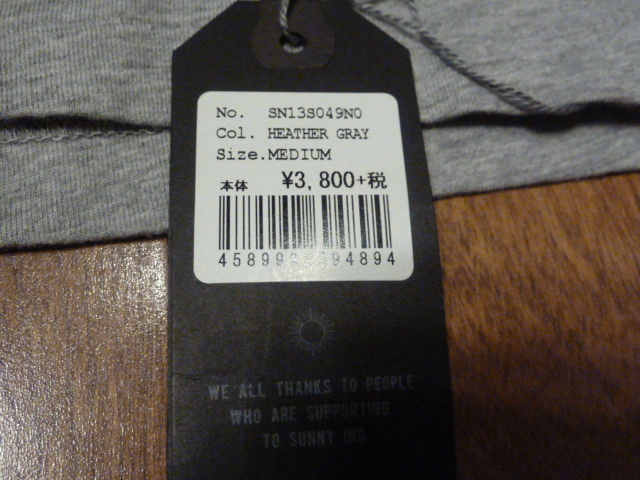 No. SN13S049N0
Col. HEATHER GRAY
Size.MEDIUM
本体 ¥3,800+税
WE ALL THANKS TO PEOPLE
WHO ARE SUPPORTING
TO SUNNY INC